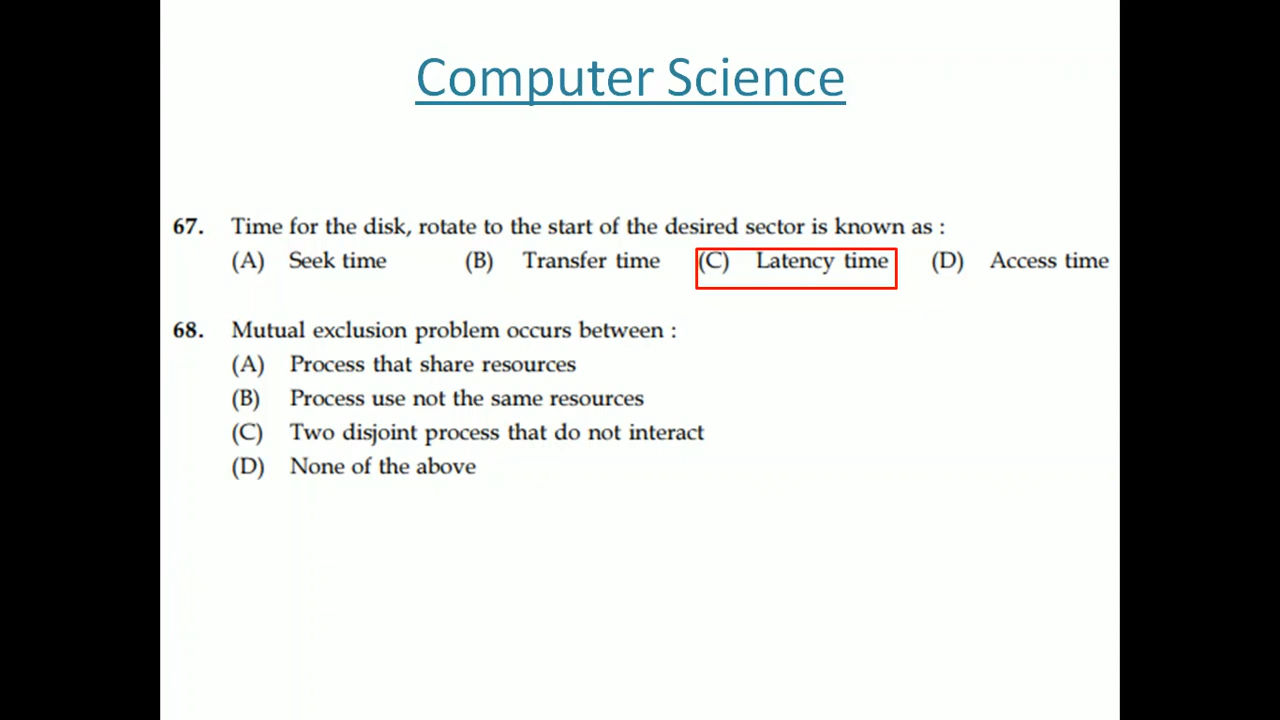 Computer Science
67. Time for the disk, rotate to the start of the desired sector is known as :
(A) Seek time (B) Transfer time (C) Latency time (D) Access time
68. Mutual exclusion problem occurs between :
(A) Process that share resources
(B) Process use not the same resources
(C) Two disjoint process that do not interact
(D) None of the above